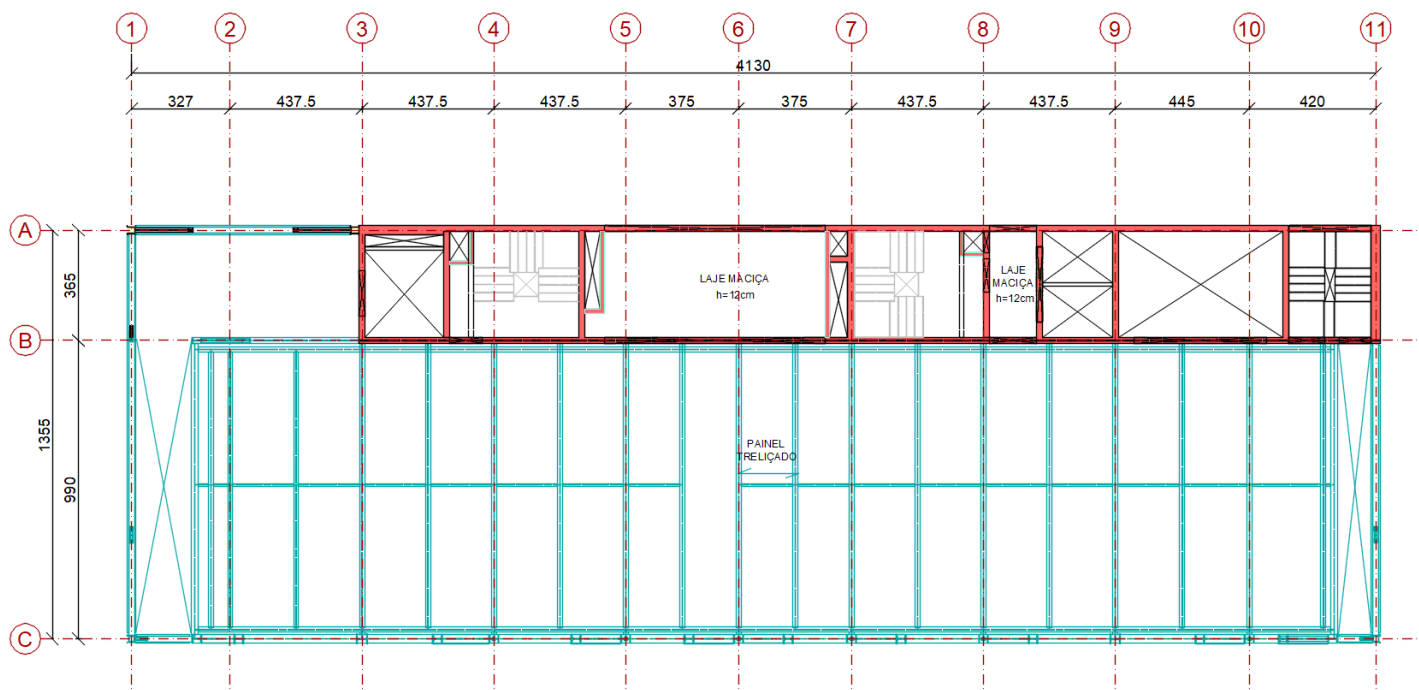 1 2 3 4 5 6 7 8 9 10 11
4130
327 437.5 437.5 437.5 375 375 437.5 437.5 445 420
A
365
LAJE MACIÇA
h=12cm
LAJE
MACIÇA
h=12cm
B
1355
990
PAINEL
TRELIÇADO
C